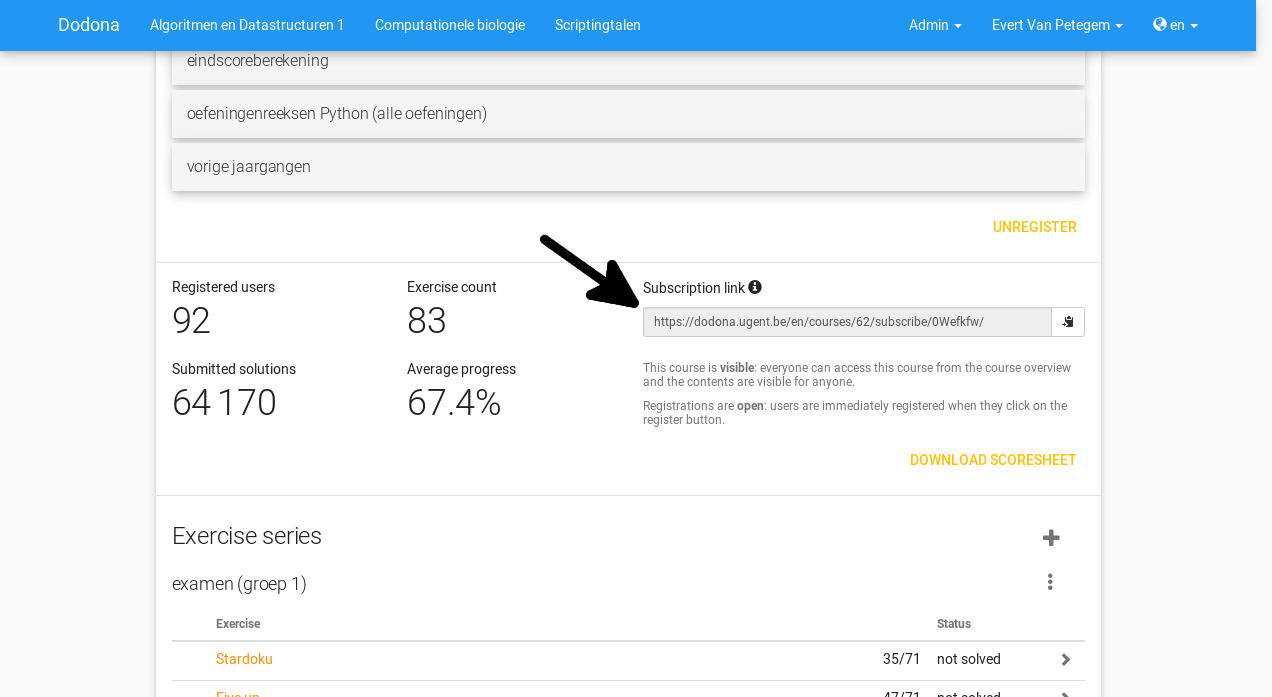 Dodona Algoritmen en Datastructuren 1 Computationele biologie Scriptingtalen Admin Evert Van Petegem en
eindscoreberekening
oefeningenreeksen Python (alle oefeningen)
vorige jaargangen
UNREGISTER
Registered users
92
Exercise count
83
Subscription link
https://dodona.ugent.be/en/courses/62/subscribe/0Wefkfw/
Submitted solutions
64 170
Average progress
67.4%
This course is visible: everyone can access this course from the course overview
and the contents are visible for anyone.
Registrations are open: users are immediately registered when they click on the
register button.
DOWNLOAD SCORESHEET
Exercise series
examen (groep 1)
Exercise Status
Stardoku 35/71 not solved
Five up 47/71 not solved